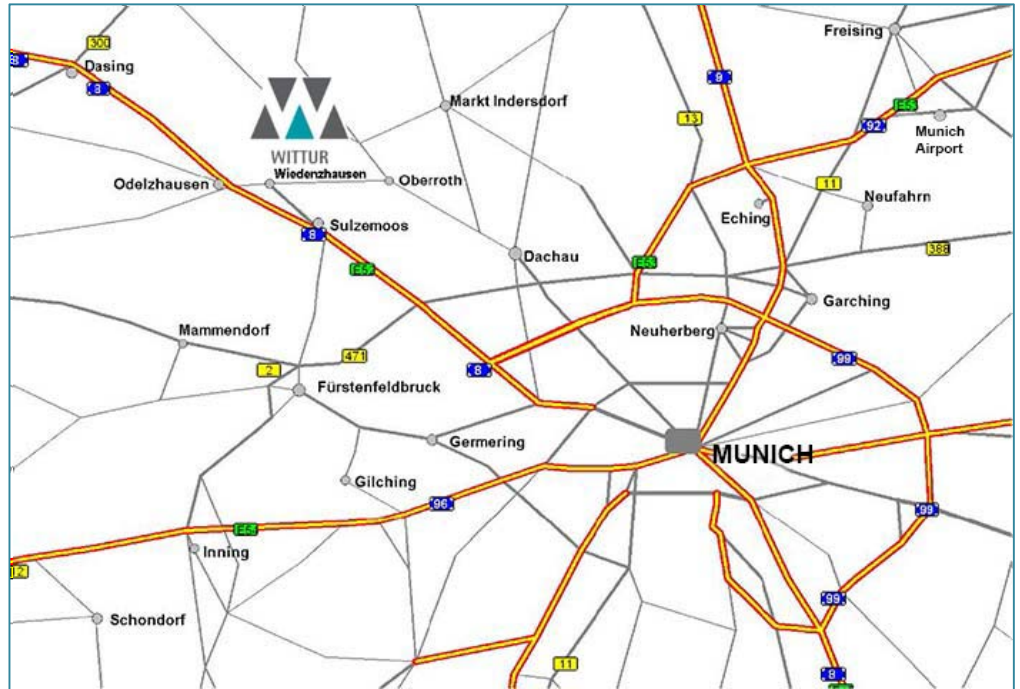 Freising
300
8
Dasing
9
8
E53
Markt Indersdorf
13
92
Munich
Airport
WITTUR
Wiedenzhausen
Odelzhausen
Oberroth
11
Neufahrn
Eching
Sulzemoos
8
388
Dachau
E53
E52
Garching
Neuherberg
Mammendorf
471
99
2
8
Fürstenfeldbruck
Germering
MUNICH
Gilching
96
99
Inning
12
99
Schondorf
11
8